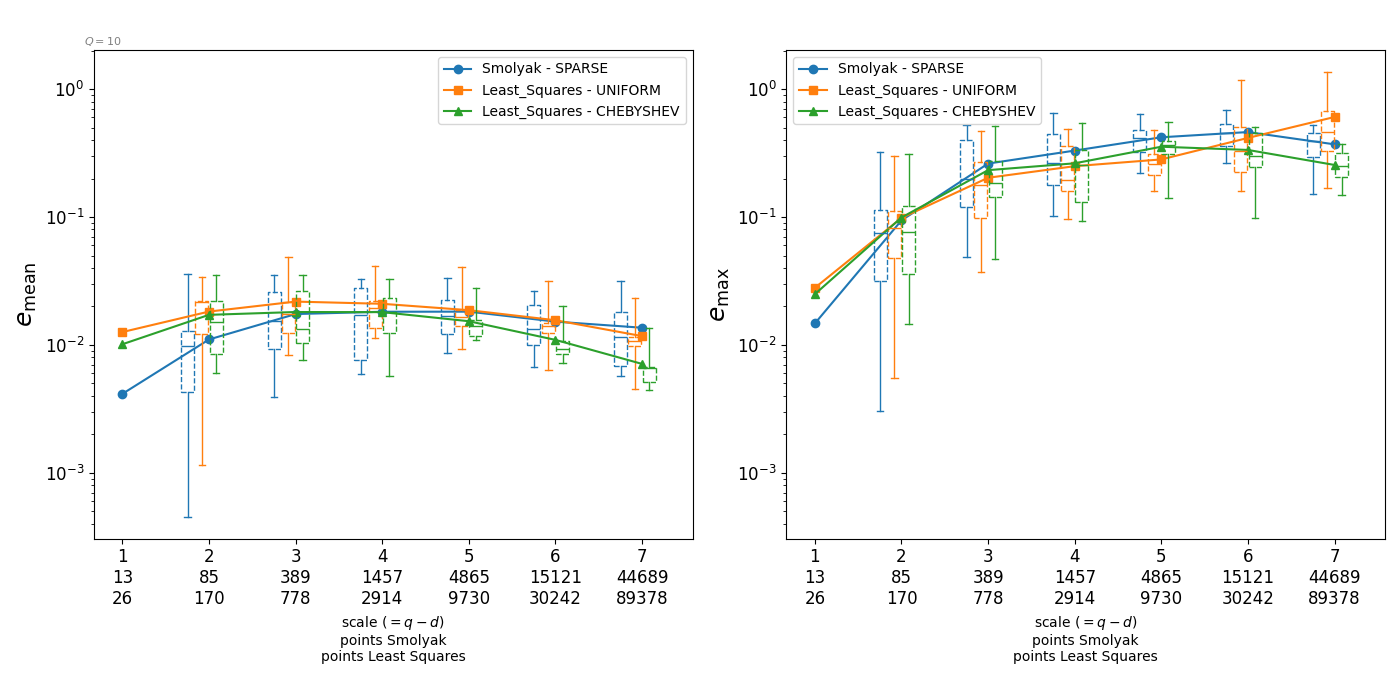 Q = 10
Smolyak - SPARSE
Least_Squares - UNIFORM
Least_Squares - CHEBYSHEV
10^0
10^-1
10^-2
10^-3
e_mean
1 2 3 4 5 6 7
13 85 389 1457 4865 15121 44689
26 170 778 2914 9730 30242 89378
scale (= q − d)
points Smolyak
points Least Squares
Smolyak - SPARSE
Least_Squares - UNIFORM
Least_Squares - CHEBYSHEV
10^0
10^-1
10^-2
10^-3
e_max
1 2 3 4 5 6 7
13 85 389 1457 4865 15121 44689
26 170 778 2914 9730 30242 89378
scale (= q − d)
points Smolyak
points Least Squares